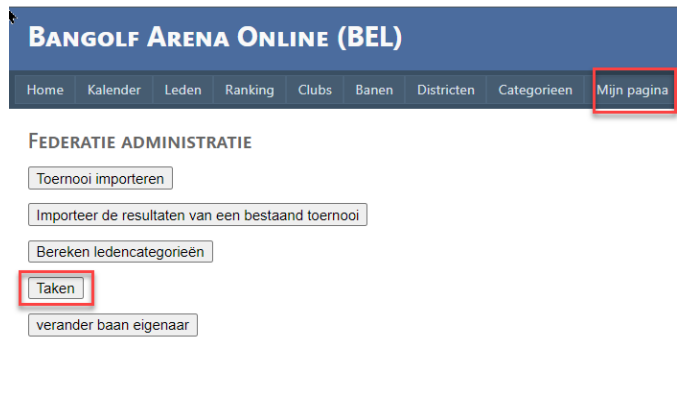 Bangolf Arena Online (BEL)
Home Kalender Leden Ranking Clubs Banen Districten Categorieen Mijn pagina
Federatie administratie
Toernooi importeren
Importeer de resultaten van een bestaand toernooi
Bereken ledencategorieën
Taken
verander baan eigenaar